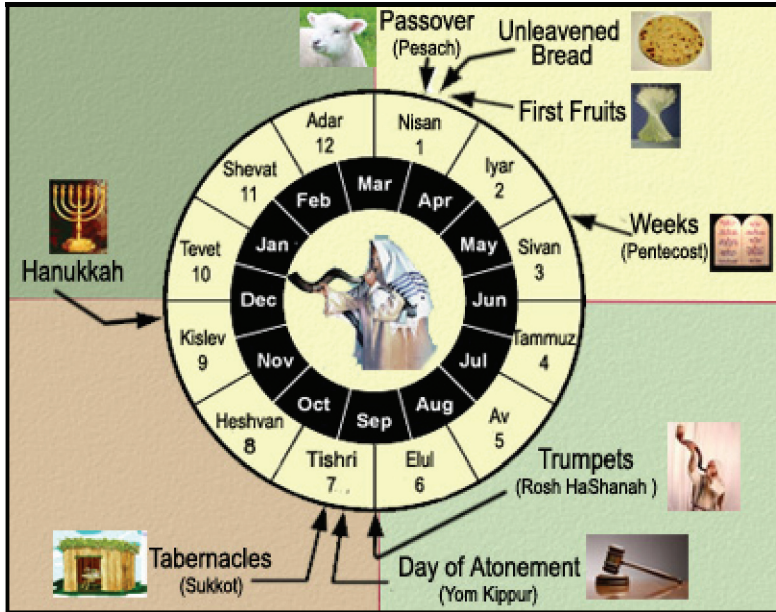 Passover
(Pesach)
Unleavened
Bread
First Fruits
Weeks
(Pentecost)
Trumpets
(Rosh HaShanah )
Day of Atonement
(Yom Kippur)
Tabernacles
(Sukkot)
Hanukkah
Nisan
1
Iyar
2
Sivan
3
Tammuz
4
Av
5
Elul
6
Tishri
7
Heshvan
8
Kislev
9
Tevet
10
Shevat
11
Adar
12
Mar
Apr
May
Jun
Jul
Aug
Sep
Oct
Nov
Dec
Jan
Feb